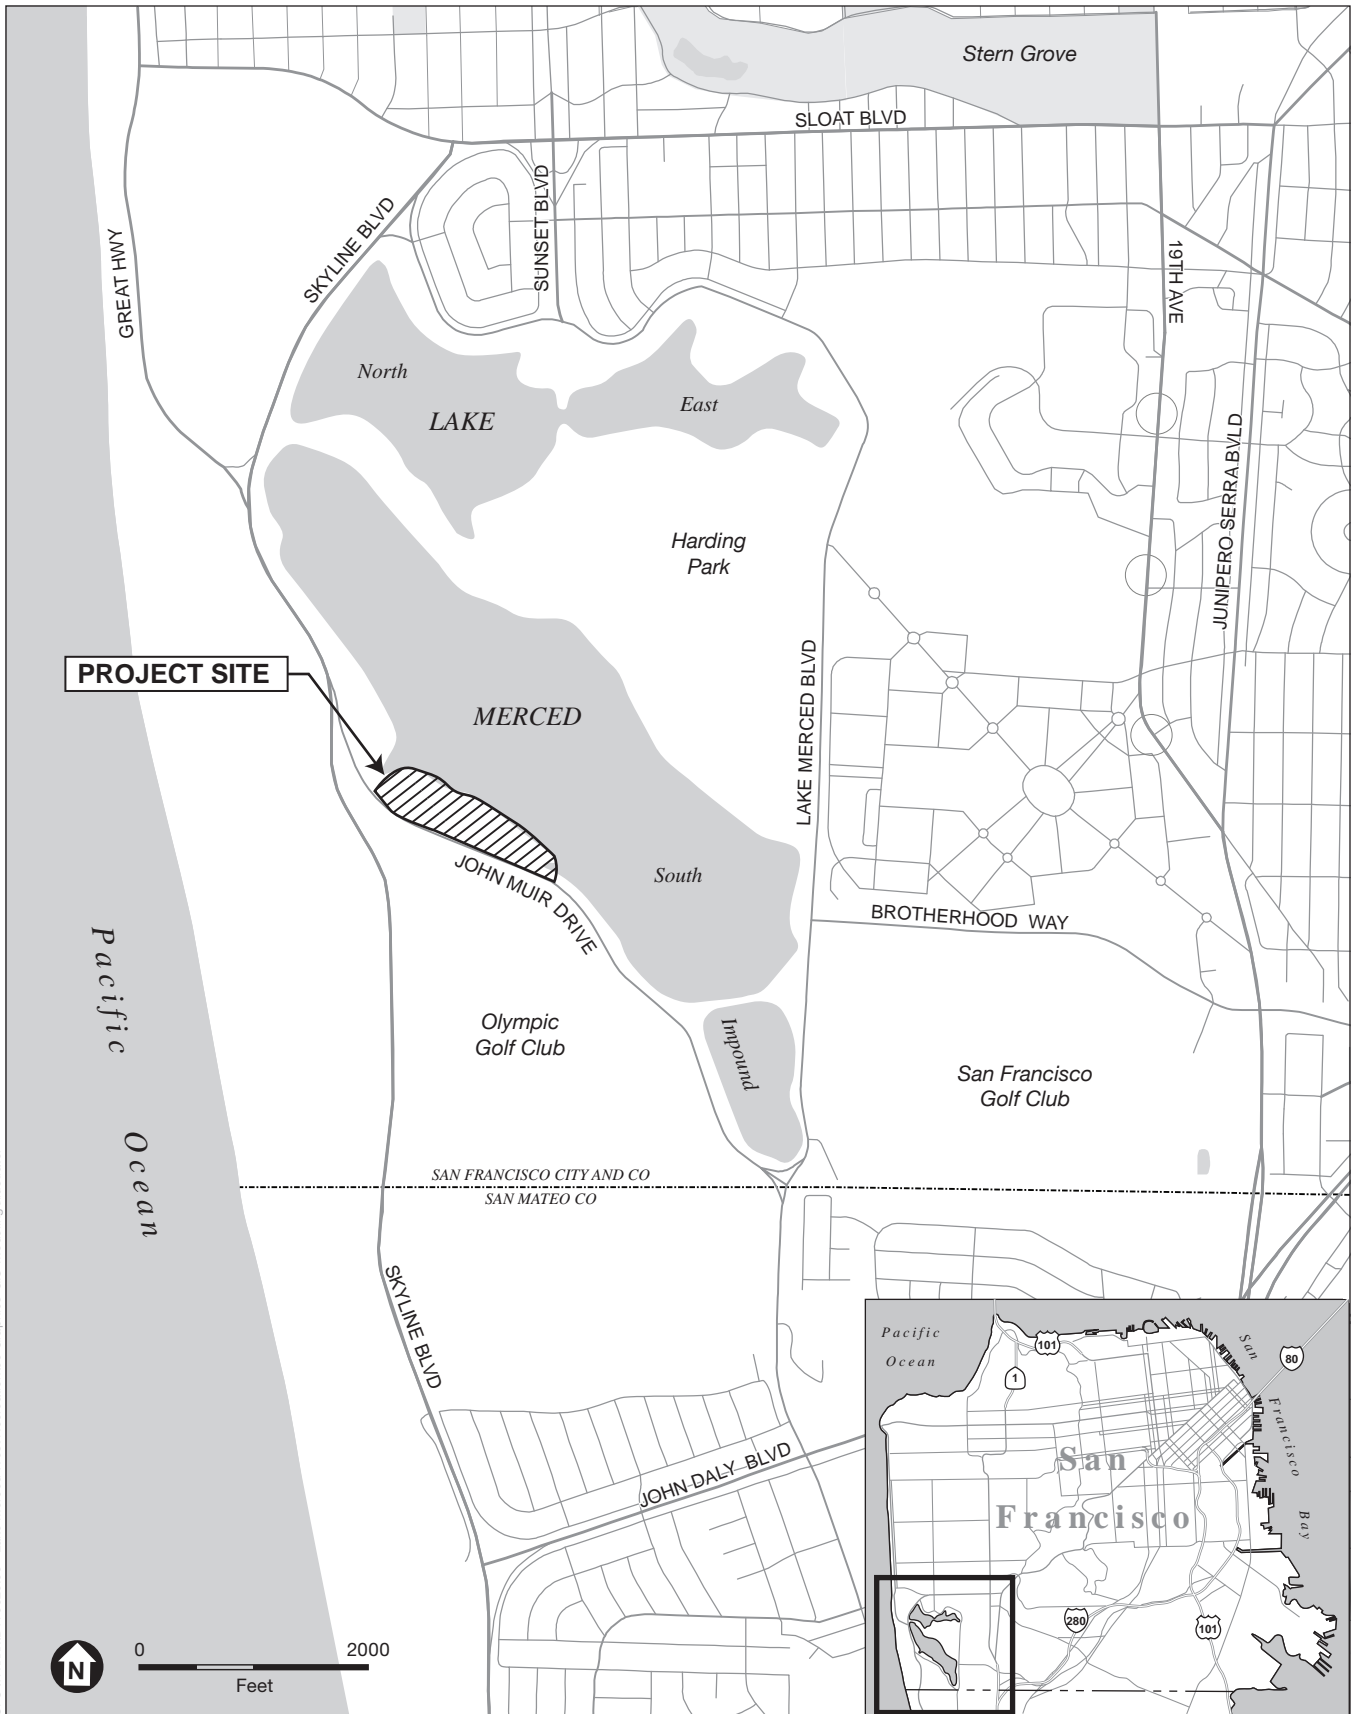 Stern Grove
SLOAT BLVD
SKYLINE BLVD
SUNSET BLVD
GREAT HWY
19TH AVE
North
LAKE
East
JUNIPERO SERRA BVLD
Harding
Park
PROJECT SITE
MERCED
LAKE MERCED BLVD
South
JOHN MUIR DRIVE
BROTHERHOOD WAY
Pacific
Ocean
Olympic
Golf Club
Impound
San Francisco
Golf Club
SAN FRANCISCO CITY AND CO
SAN MATEO CO
SKYLINE BLVD
JOHN DALY BLVD
N
0 2000
Feet
Pacific
Ocean
101
1
San
Francisco
Bay
80
San
Francisco
280
101